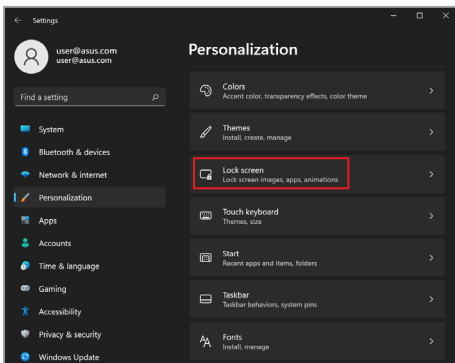 Settings
user@asus.com
user@asus.com
Find a setting
System
Bluetooth & devices
Network & internet
Personalization
Apps
Accounts
Time & language
Gaming
Accessibility
Privacy & security
Windows Update
Personalization
Colors
Accent color, transparency effects, color theme
Themes
Install, create, manage
Lock screen
Lock screen images, apps, animations
Touch keyboard
Themes, size
Start
Recent apps and items, folders
Taskbar
Taskbar behaviors, system pins
Fonts
Install, manage